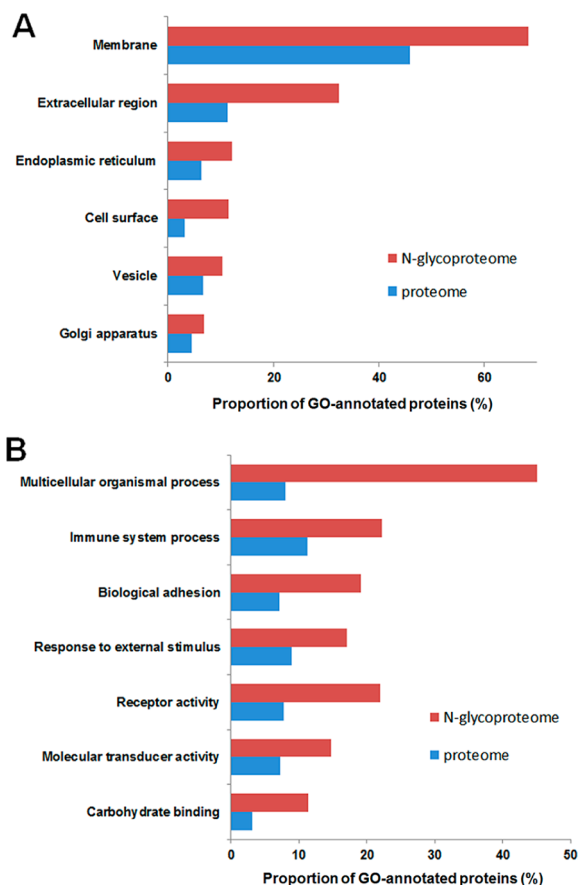 A
Membrane
Extracellular region
Endoplasmic reticulum
Cell surface
Vesicle
Golgi apparatus
N-glycoproteome
proteome
0 20 40 60
Proportion of GO-annotated proteins (%)
B
Multicellular organismal process
Immune system process
Biological adhesion
Response to external stimulus
Receptor activity
Molecular transducer activity
Carbohydrate binding
N-glycoproteome
proteome
0 10 20 30 40 50
Proportion of GO-annotated proteins (%)